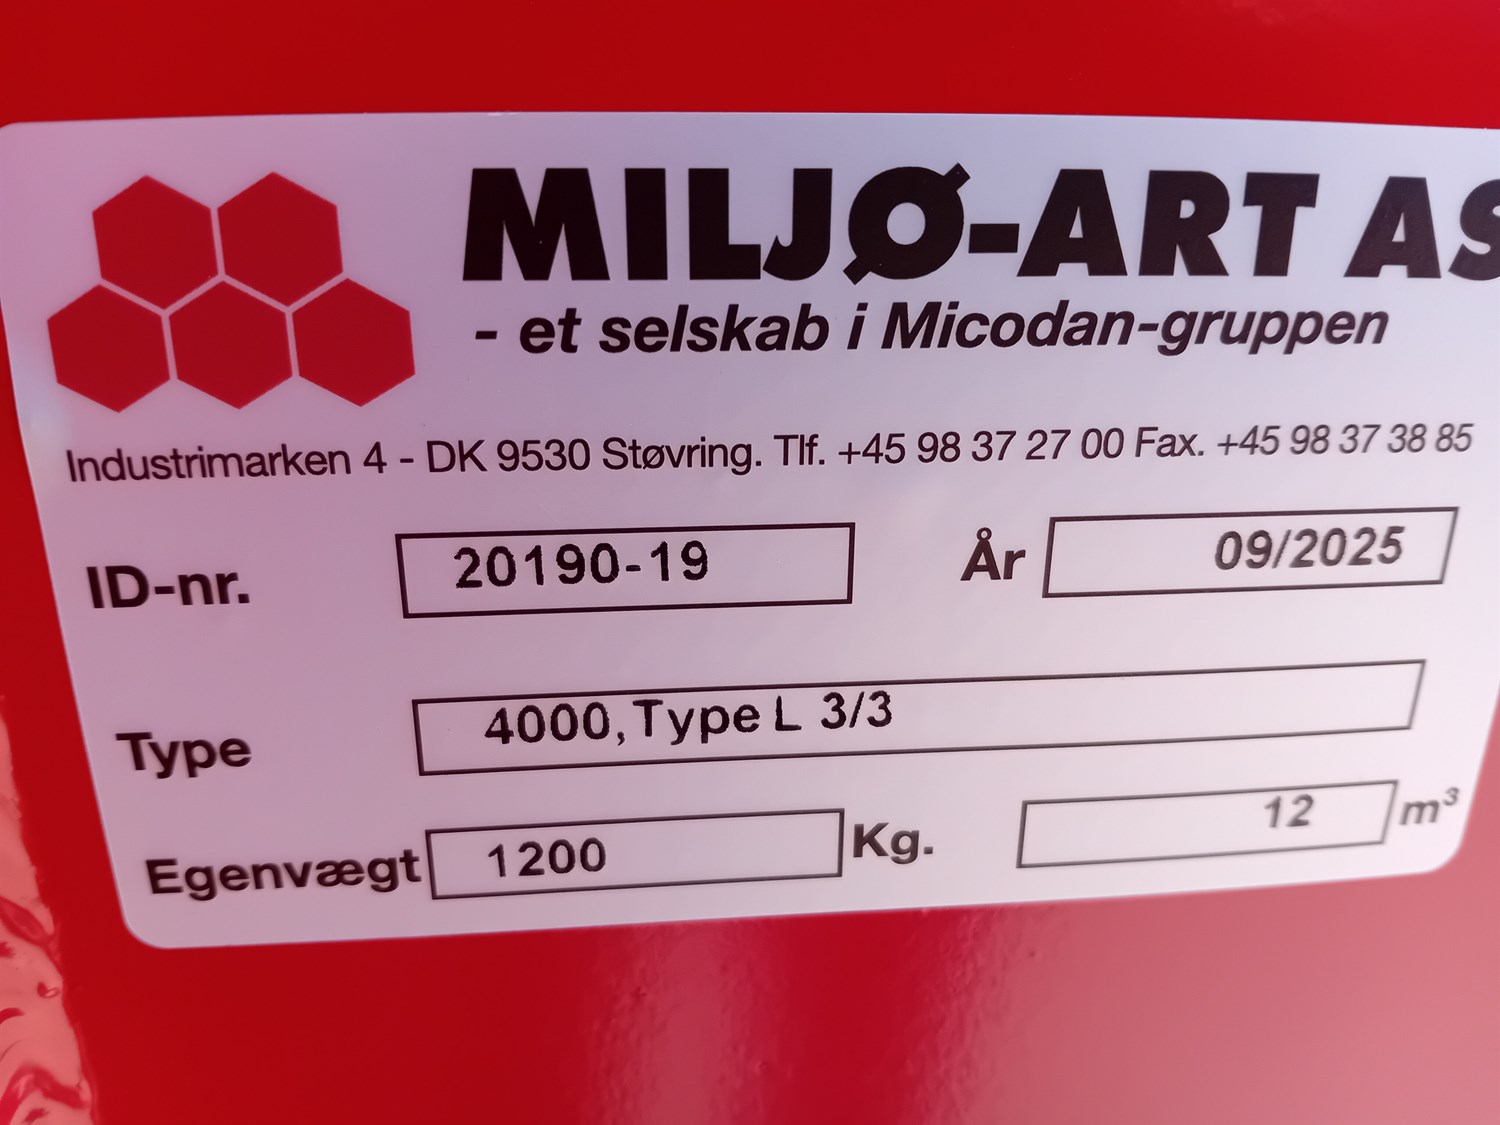 MILJØ-ART AS
- et selskab i Micodan-gruppen
Industrimarken 4 - DK 9530 Støvring. Tlf. +45 98 37 27 00 Fax. +45 98 37 38 85
ID-nr. 20190-19 År 09/2025
Type 4000, Type L 3/3
Egenvægt 1200 Kg. 12 m³